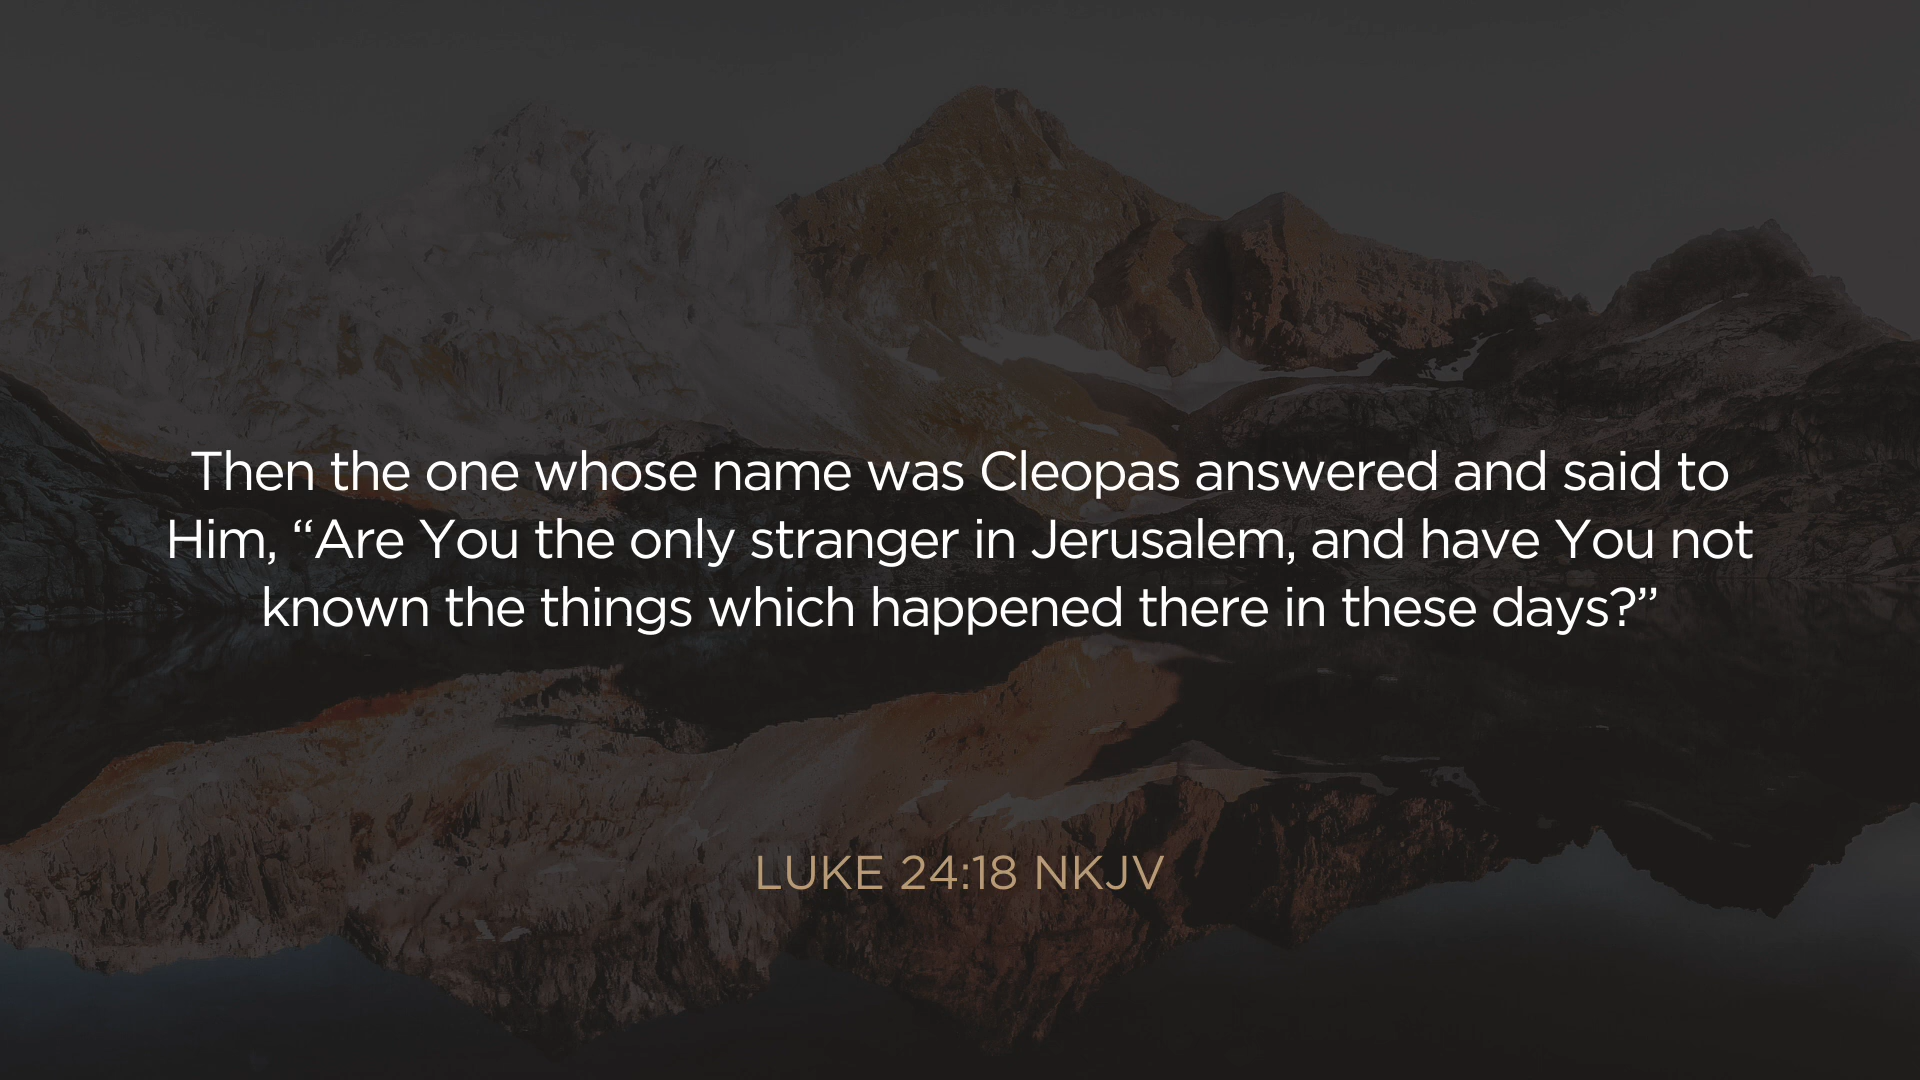 Then the one whose name was Cleopas answered and said to
Him, “Are You the only stranger in Jerusalem, and have You not
known the things which happened there in these days?”
LUKE 24:18 NKJV